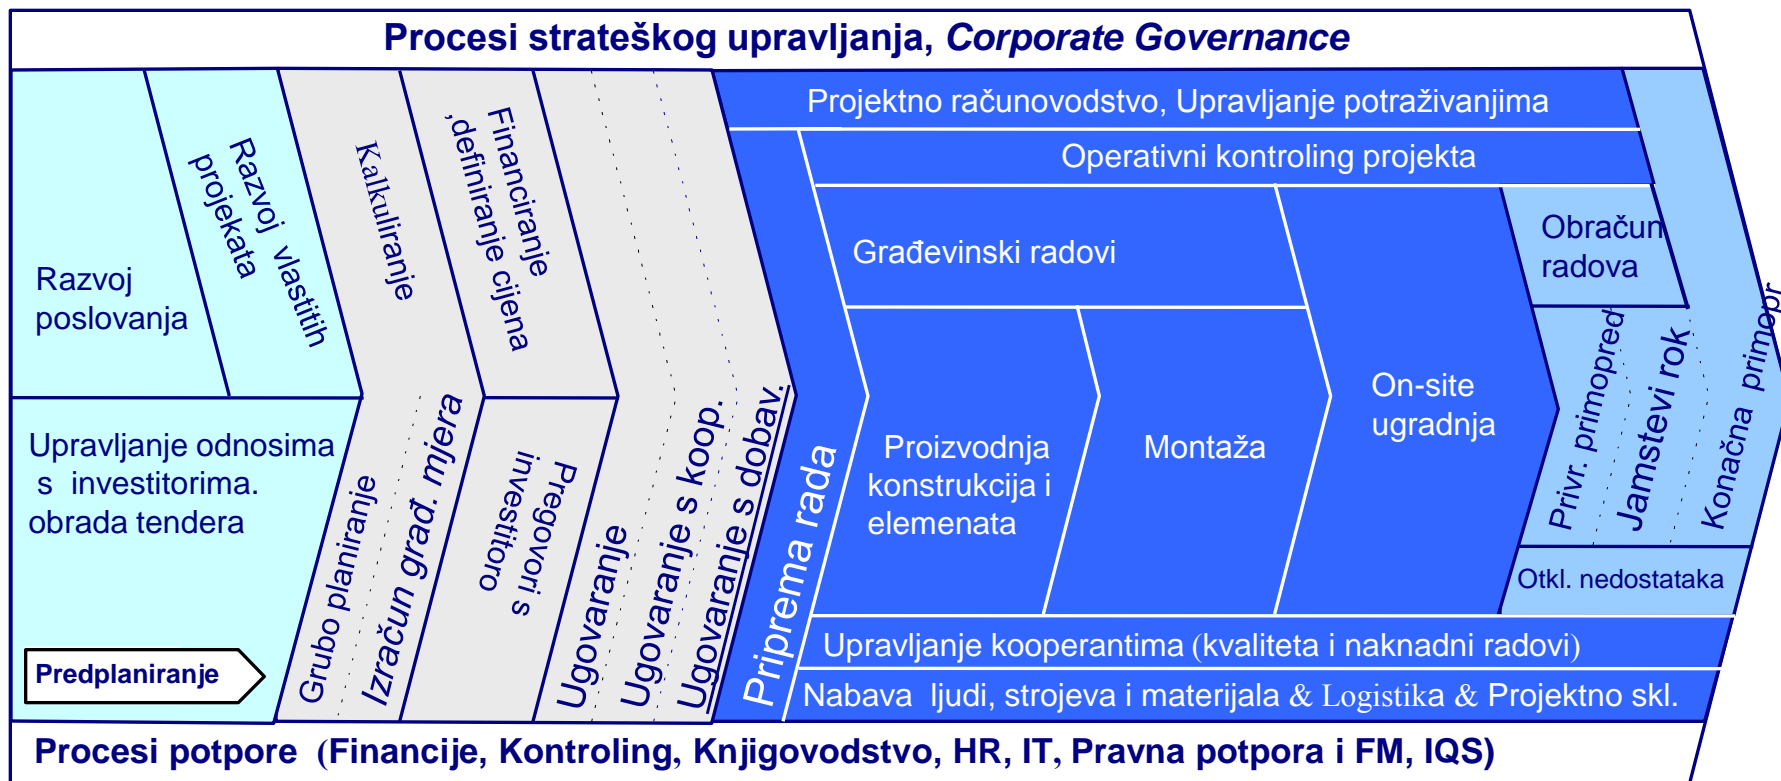 Procesi strateškog upravljanja, Corporate Governance
Razvoj
poslovanja
Razvoj vlastitih
projekata
Kalkuliranje
Financiranje
,definiranje cijena
Upravljanje odnosima
s investitorima.
obrada tendera
Predplaniranje
Grubo planiranje
Izračun građ. mjera
Pregovori s
investitoro
Ugovaranje
Ugovaranje s koop.
Ugovaranje s dobav.
Priprema rada
Projektno računovodstvo, Upravljanje potraživanjima
Operativni kontroling projekta
Građevinski radovi
Proizvodnja
konstrukcija i
elemenata
Montaža
On-site
ugradnja
Obračun
radova
Privr. primopred
Jamstevi rok
Konačna primopr
Otkl. nedostataka
Upravljanje kooperantima (kvaliteta i naknadni radovi)
Nabava ljudi, strojeva i materijala & Logistika & Projektno skl.
Procesi potpore (Financije, Kontroling, Knjigovodstvo, HR, IT, Pravna potpora i FM, IQS)